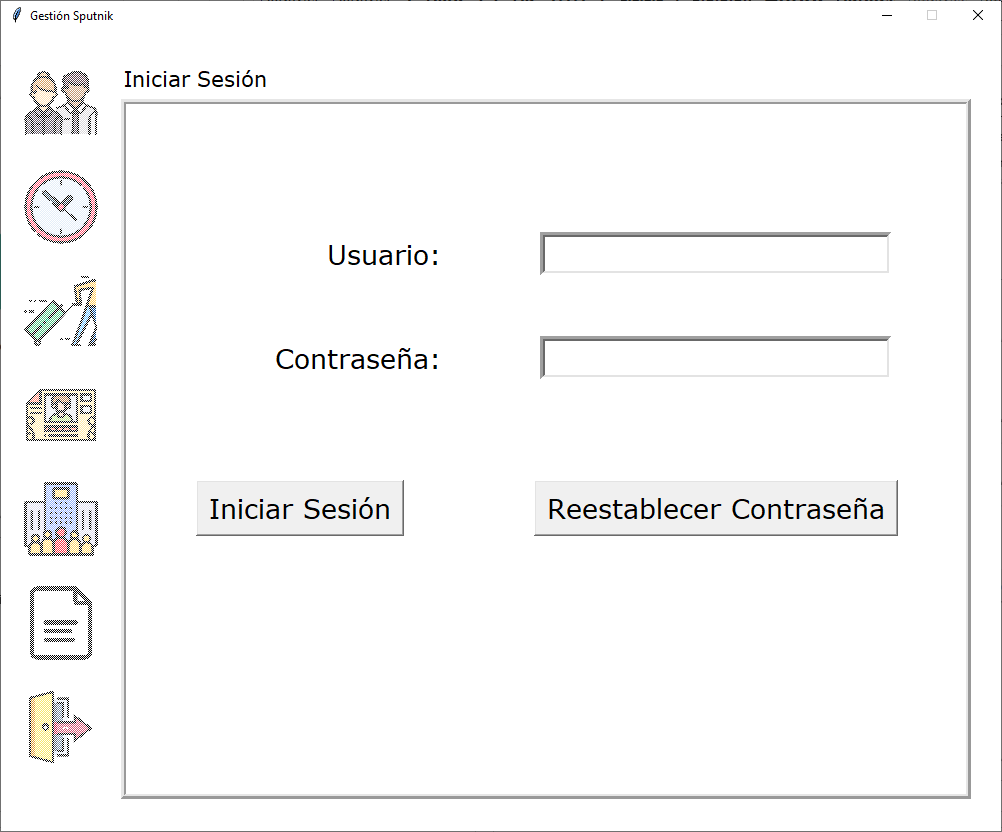 Gestión Sputnik
Iniciar Sesión
Usuario:
Contraseña:
Iniciar Sesión Reestablecer Contraseña